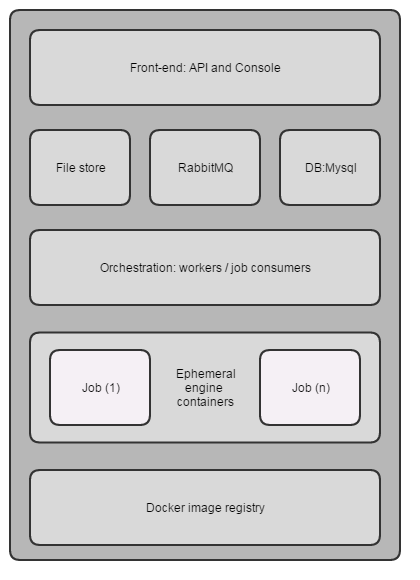 Front-end: API and Console
File store
RabbitMQ
DB:Mysql
Orchestration: workers / job consumers
Job (1)
Ephemeral
engine
containers
Job (n)
Docker image registry